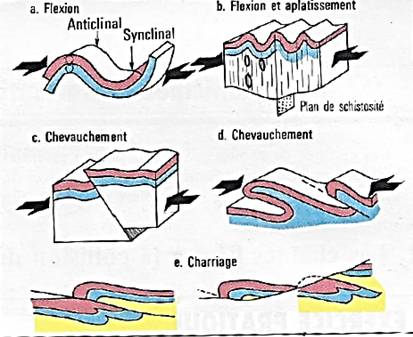 a. Flexion
Anticlinal
Synclinal
b. Flexion et aplatissement
Plan de schistosité
c. Chevauchement
d. Chevauchement
e. Charriage